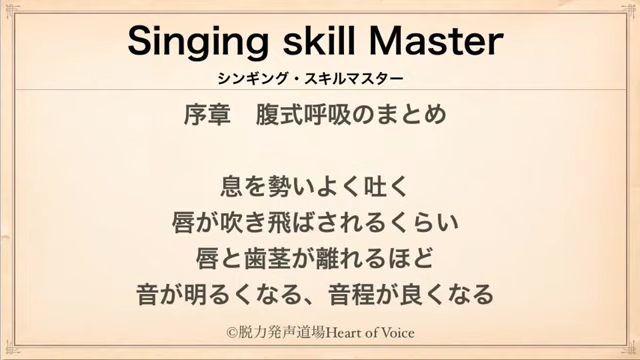 Singing skill Master
シンギング・スキルマスター
序章　腹式呼吸のまとめ
息を勢いよく吐く
唇が吹き飛ばされるくらい
唇と歯茎が離れるほど
音が明るくなる、音程が良くなる
©脱力発声道場Heart of Voice